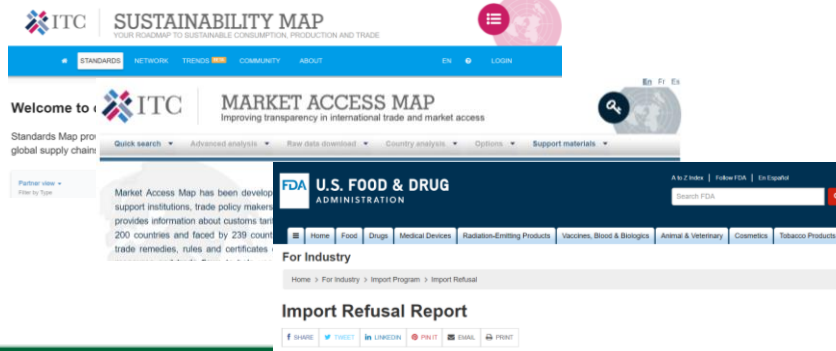 ITC
SUSTAINABILITY MAP
YOUR ROADMAP TO SUSTAINABLE CONSUMPTION, PRODUCTION AND TRADE
STANDARDS NETWORK TRENDS NEW COMMUNITY ABOUT EN LOGIN
Welcome to
Standards Map pro
global supply chains
Partner view
Filter by Type
En Fr Es
ITC
MARKET ACCESS MAP
Improving transparency in international trade and market access
Quick search Advanced analysis Raw data download Country analysis Options Support materials
Market Access Map has been develop
support institutions, trade policy makers
provides information about customs tari
200 countries and faced by 239 count
trade remedies, rules and certificates
FDA U.S. FOOD & DRUG
ADMINISTRATION
A to Z Index | Follow FDA | En Español
Search FDA
Home Food Drugs Medical Devices Radiation-Emitting Products Vaccines, Blood & Biologics Animal & Veterinary Cosmetics Tobacco Products
For Industry
Home > For Industry > Import Program > Import Refusal
Import Refusal Report
SHARE TWEET LINKEDIN PIN IT EMAIL PRINT